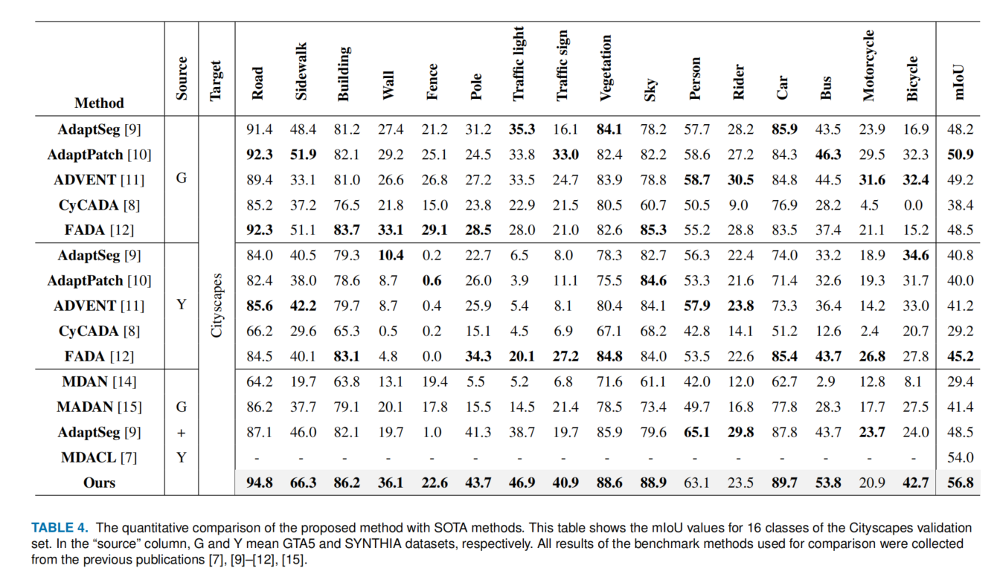 Method Source Target Road Sidewalk Building Wall Fence Pole Traffic light Traffic sign Vegetation Sky Person Rider Car Bus Motorcycle Bicycle mIoU
AdaptSeg [9] 91.4 48.4 81.2 27.4 21.2 31.2 35.3 16.1 84.1 78.2 57.7 28.2 85.9 43.5 23.9 16.9 48.2
AdaptPatch [10] 92.3 51.9 82.1 29.2 25.1 24.5 33.8 33.0 82.4 82.2 58.6 27.2 84.3 46.3 29.5 32.3 50.9
ADVENT [11] G 89.4 33.1 81.0 26.6 26.8 27.2 33.5 24.7 83.9 78.8 58.7 30.5 84.8 44.5 31.6 32.4 49.2
CyCADA [8] 85.2 37.2 76.5 21.8 15.0 23.8 22.9 21.5 80.5 60.7 50.5 9.0 76.9 28.2 4.5 0.0 38.4
FADA [12] 92.3 51.1 83.7 33.1 29.1 28.5 28.0 21.0 82.6 85.3 55.2 28.8 83.5 37.4 21.1 15.2 48.5
AdaptSeg [9] 84.0 40.5 79.3 10.4 0.2 22.7 6.5 8.0 78.3 82.7 56.3 22.4 74.0 33.2 18.9 34.6 40.8
AdaptPatch [10] 82.4 38.0 78.6 8.7 0.6 26.0 3.9 11.1 75.5 84.6 53.3 21.6 71.4 32.6 19.3 31.7 40.0
ADVENT [11] Y Cityscapes 85.6 42.2 79.7 8.7 0.4 25.9 5.4 8.1 80.4 84.1 57.9 23.8 73.3 36.4 14.2 33.0 41.2
CyCADA [8] 66.2 29.6 65.3 0.5 0.2 15.1 4.5 6.9 67.1 68.2 42.8 14.1 51.2 12.6 2.4 20.7 29.2
FADA [12] 84.5 40.1 83.1 4.8 0.0 34.3 20.1 27.2 84.8 84.0 53.5 22.6 85.4 43.7 26.8 27.8 45.2
MDAN [14] 64.2 19.7 63.8 13.1 19.4 5.5 5.2 6.8 71.6 61.1 42.0 12.0 62.7 2.9 12.8 8.1 29.4
MADAN [15] G 86.2 37.7 79.1 20.1 17.8 15.5 14.5 21.4 78.5 73.4 49.7 16.8 77.8 28.3 17.7 27.5 41.4
AdaptSeg [9] + 87.1 46.0 82.1 19.7 1.0 41.3 38.7 19.7 85.9 79.6 65.1 29.8 87.8 43.7 23.7 24.0 48.5
MDACL [7] Y - - - - - - - - - - - - - - - - 54.0
Ours 94.8 66.3 86.2 36.1 22.6 43.7 46.9 40.9 88.6 88.9 63.1 23.5 89.7 53.8 20.9 42.7 56.8
TABLE 4. The quantitative comparison of the proposed method with SOTA methods. This table shows the mIoU values for 16 classes of the Cityscapes validation
set. In the “source” column, G and Y mean GTA5 and SYNTHIA datasets, respectively. All results of the benchmark methods used for comparison were collected
from the previous publications [7], [9]–[12], [15].